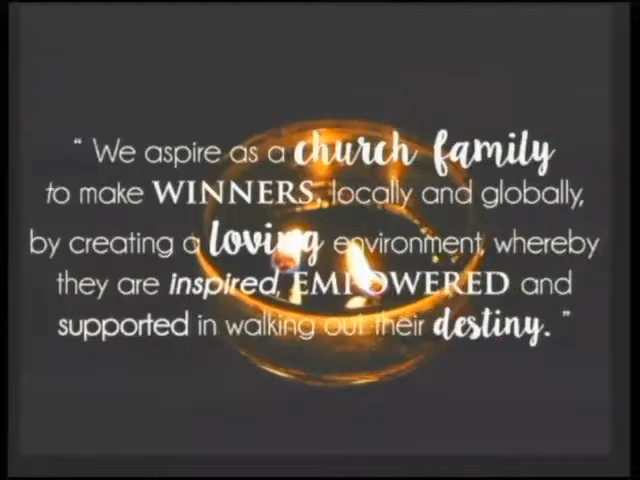 “ We aspire as a church family
to make WINNERS, locally and globally,
by creating a loving environment whereby
they are inspired, EMPOWERED and
supported in walking out their destiny. ”